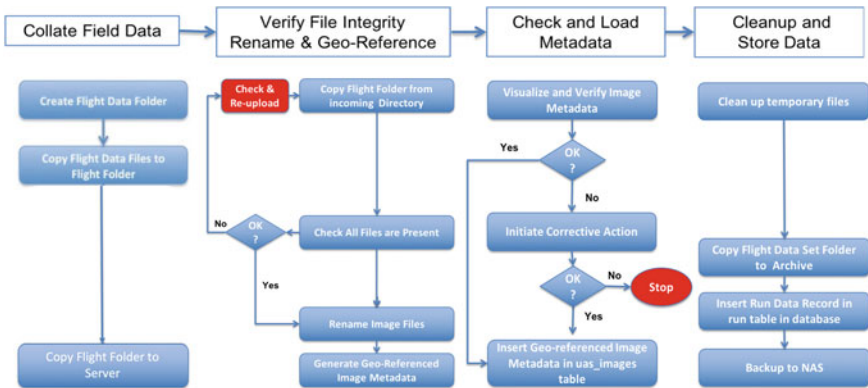 Collate Field Data
Verify File Integrity
Rename & Geo-Reference
Check and Load
Metadata
Cleanup and
Store Data
Create Flight Data Folder
Copy Flight Data Files to
Flight Folder
Copy Flight Folder to
Server
Check &
Re-upload
Copy Flight Folder from
incoming Directory
No
OK
?
Check All Files are Present
Yes
Rename Image Files
Generate Geo-Referenced
Image Metadata
Visualize and Verify Image
Metadata
Yes
OK
?
No
Initiate Corrective Action
OK
?
No
Stop
Yes
Insert Geo-referenced Image
Metadata in uas_images
table
Clean up temporary files
Copy Flight Data Set Folder
to Archive
Insert Run Data Record in
run table in database
Backup to NAS